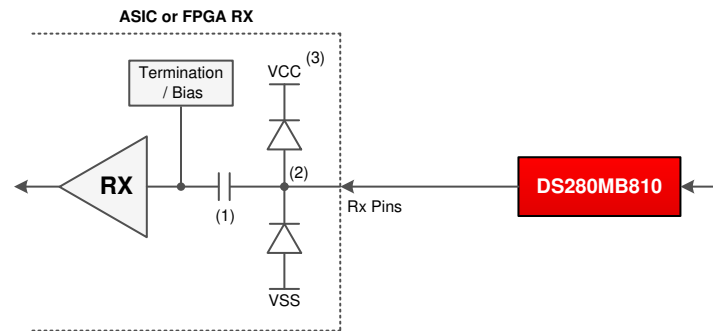 ASIC or FPGA RX
Termination
/ Bias
VCC
(3)
RX
(1)
(2)
Rx Pins
VSS
DS280MB810